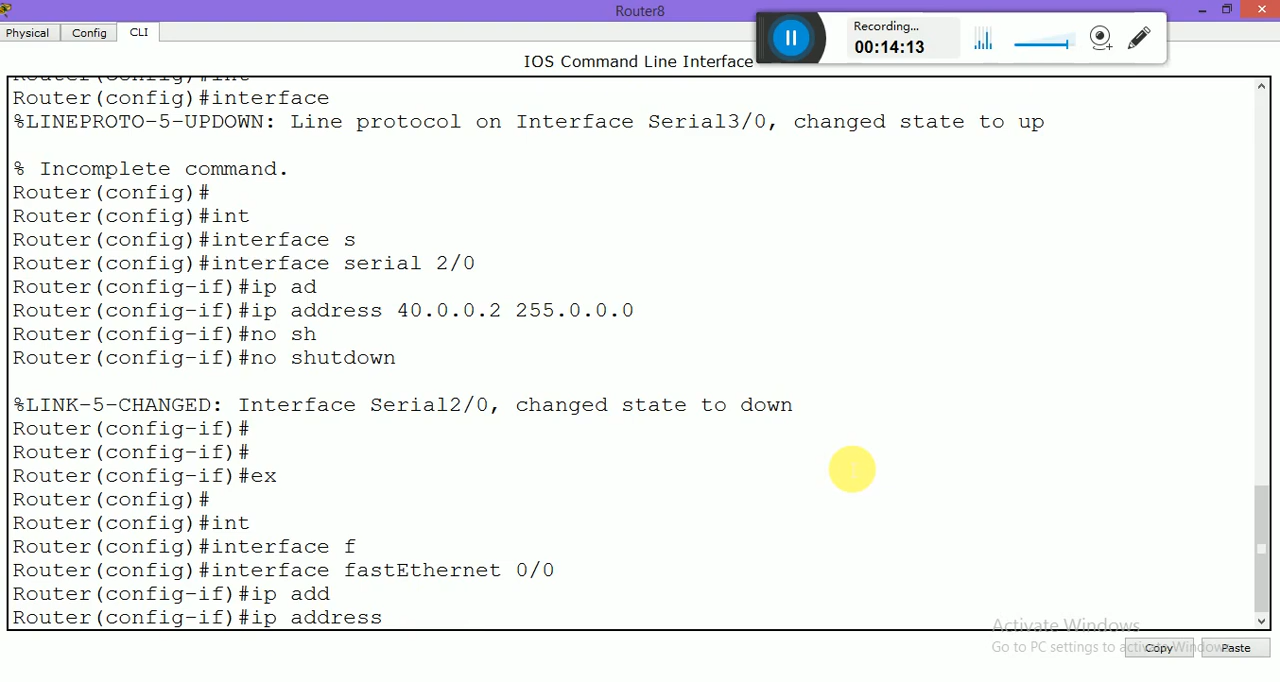 Router8
Physical
Config
CLI
Recording...
00:14:13
IOS Command Line Interface
Router(config)#int
Router(config)#interface
%LINEPROTO-5-UPDOWN: Line protocol on Interface Serial3/0, changed state to up
% Incomplete command.
Router(config)#
Router(config)#int
Router(config)#interface s
Router(config)#interface serial 2/0
Router(config-if)#ip ad
Router(config-if)#ip address 40.0.0.2 255.0.0.0
Router(config-if)#no sh
Router(config-if)#no shutdown
%LINK-5-CHANGED: Interface Serial2/0, changed state to down
Router(config-if)#
Router(config-if)#
Router(config-if)#ex
Router(config)#
Router(config)#int
Router(config)#interface f
Router(config)#interface fastEthernet 0/0
Router(config-if)#ip add
Router(config-if)#ip address
Activate Windows
Go to PC settings to activate Windows.
Copy
Paste